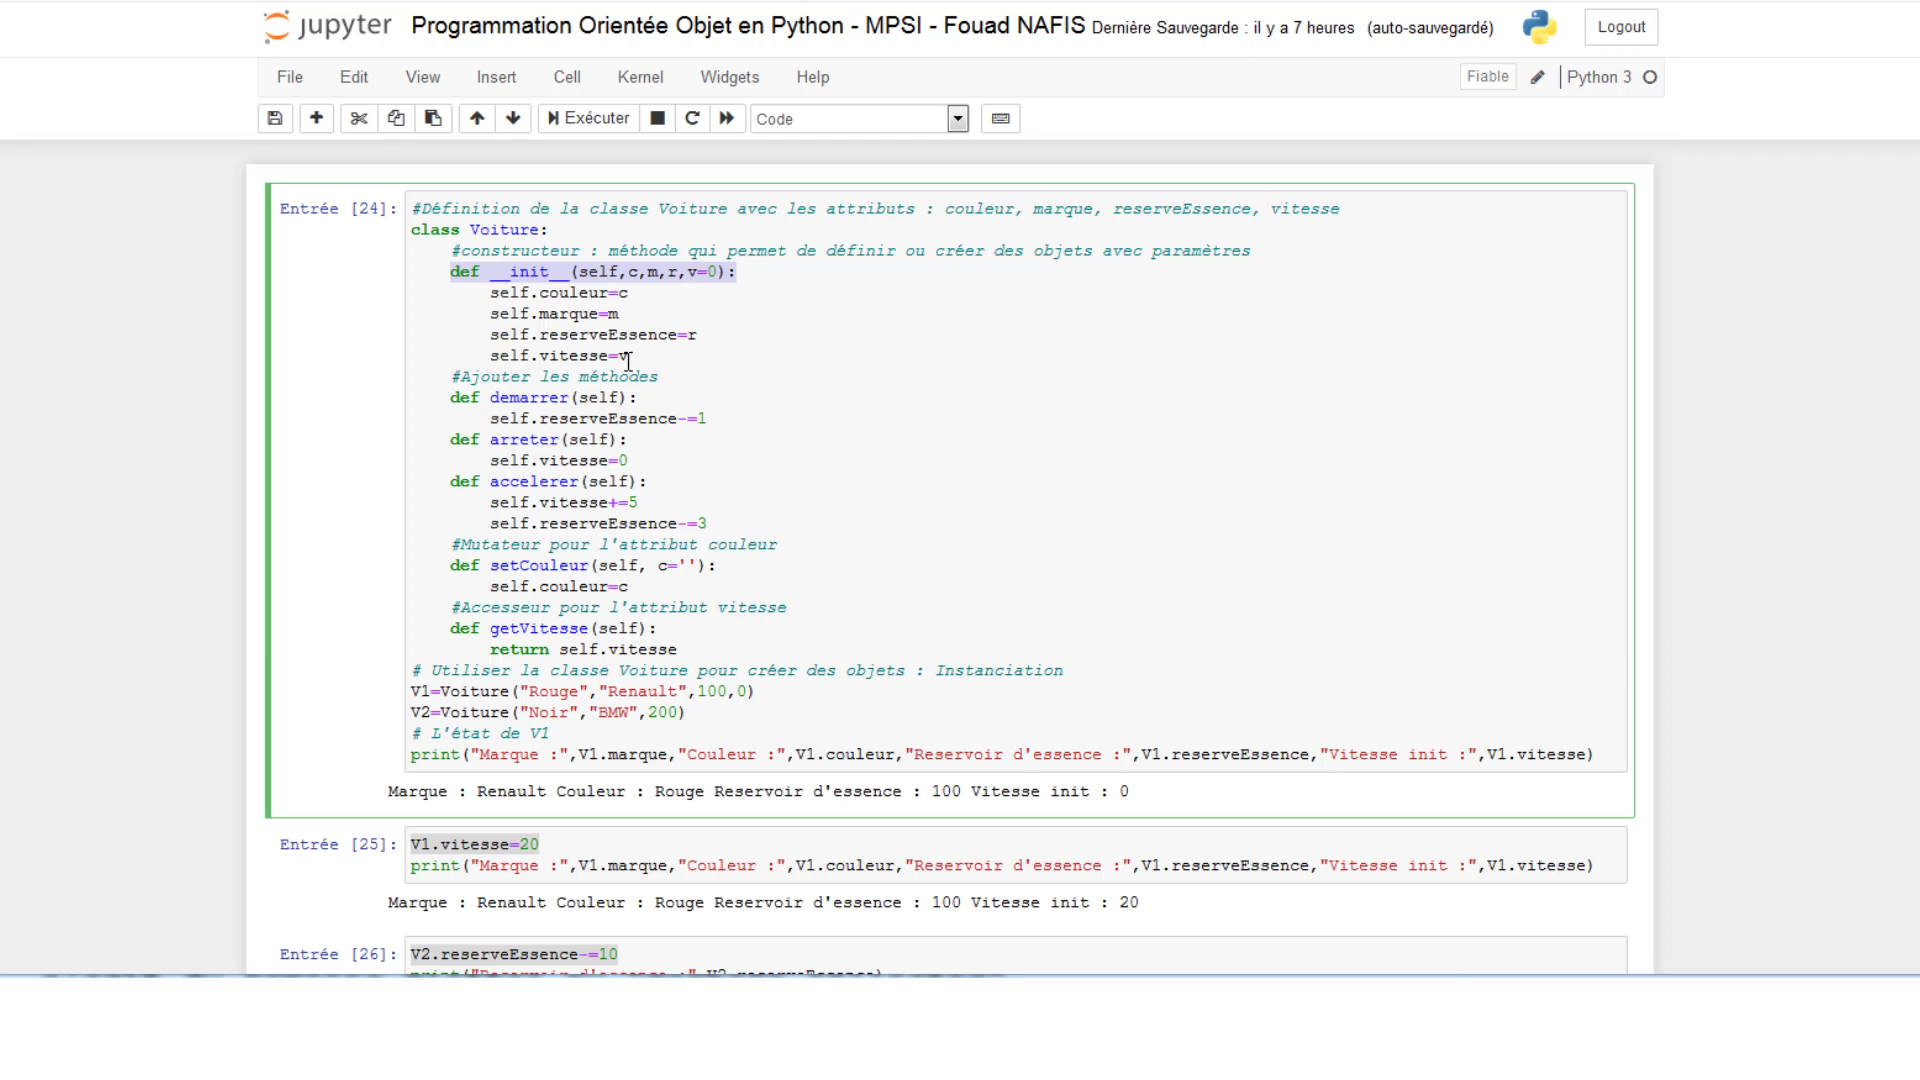 jupyter Programmation Orientée Objet en Python - MPSI - Fouad NAFIS Dernière Sauvegarde : il y a 7 heures (auto-sauvegardé) Logout
File Edit View Insert Cell Kernel Widgets Help Fiable Python 3
Exécuter Code
Entrée [24]: #Définition de la classe Voiture avec les attributs : couleur, marque, reserveEssence, vitesse
class Voiture:
    #constructeur : méthode qui permet de définir ou créer des objets avec paramètres
    def __init__(self,c,m,r,v=0):
        self.couleur=c
        self.marque=m
        self.reserveEssence=r
        self.vitesse=v
    #Ajouter les méthodes
    def demarrer(self):
        self.reserveEssence-=1
    def arreter(self):
        self.vitesse=0
    def accelerer(self):
        self.vitesse+=5
        self.reserveEssence-=3
    #Mutateur pour l'attribut couleur
    def setCouleur(self, c=''):
        self.couleur=c
    #Accesseur pour l'attribut vitesse
    def getVitesse(self):
        return self.vitesse
# Utiliser la classe Voiture pour créer des objets : Instanciation
V1=Voiture("Rouge","Renault",100,0)
V2=Voiture("Noir","BMW",200)
# L'état de V1
print("Marque :",V1.marque,"Couleur :",V1.couleur,"Reservoir d'essence :",V1.reserveEssence,"Vitesse init :",V1.vitesse)
Marque : Renault Couleur : Rouge Reservoir d'essence : 100 Vitesse init : 0
Entrée [25]: V1.vitesse=20
print("Marque :",V1.marque,"Couleur :",V1.couleur,"Reservoir d'essence :",V1.reserveEssence,"Vitesse init :",V1.vitesse)
Marque : Renault Couleur : Rouge Reservoir d'essence : 100 Vitesse init : 20
Entrée [26]: V2.reserveEssence-=10
print("Reservoir d'essence :",V2.reserveEssence)